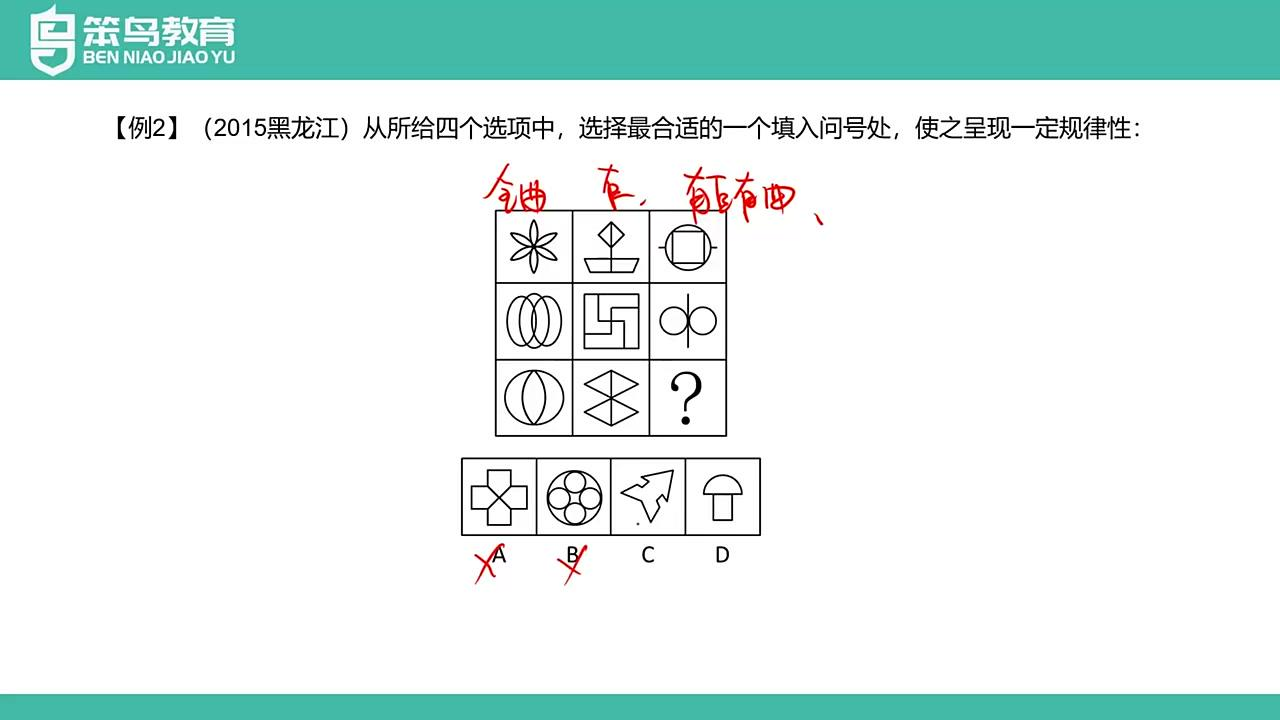 笨鸟教育
BEN NIAO JIAO YU
【例2】（2015黑龙江）从所给四个选项中，选择最合适的一个填入问号处，使之呈现一定规律性：
全曲 有直有曲、
?
A B C D